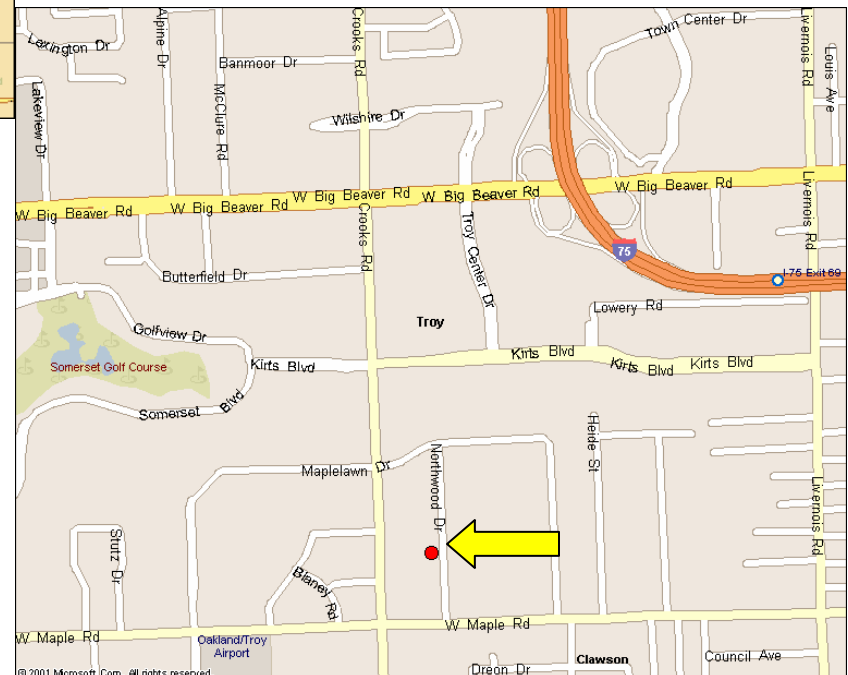 Lexington Dr
Alpine Dr
Banmoor Dr
Crooks Rd
Town Center Dr
Livernois Rd
Louis Ave
Lakeview Dr
McClure Rd
Wilshire Dr
W Big Beaver Rd
W Big Beaver Rd
W Big Beaver Rd
W Big Beaver Rd
W Big Beaver Rd
Crooks Rd
Troy Center Dr
Livernois Rd
75
I-75 Exit 69
Butterfield Dr
Lowery Rd
Troy
Golfview Dr
Kirts Blvd
Kirts Blvd
Kirts Blvd
Kirts Blvd
Somerset Golf Course
Somerset Blvd
Heide St
Northwood Dr
Maplelawn Dr
Livernois Rd
Stutz Dr
Blaney Rd
W Maple Rd
W Maple Rd
Oakland/Troy
Airport
Clawson
Council Ave
Dreon Dr
© 2001 Microsoft Corp. All rights reserved.